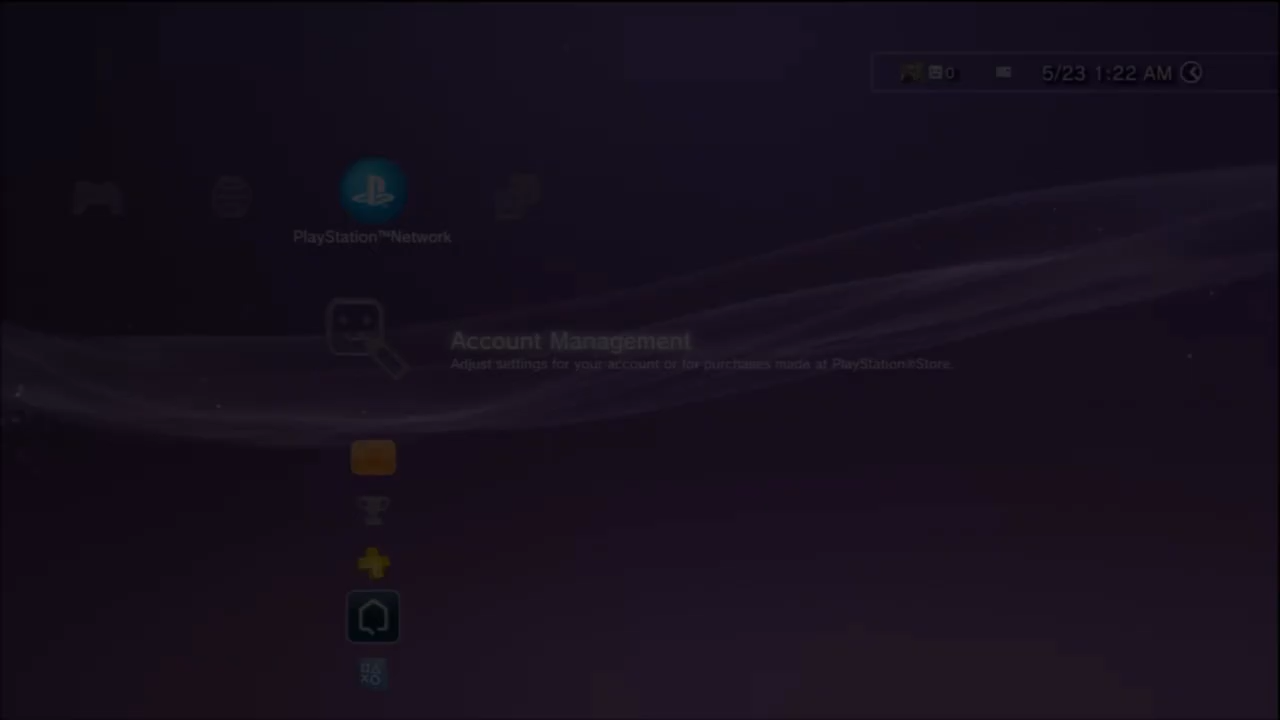 0 5/23 1:22 AM
PlayStation™Network
Account Management
Adjust settings for your account or for purchases made at PlayStation®Store.